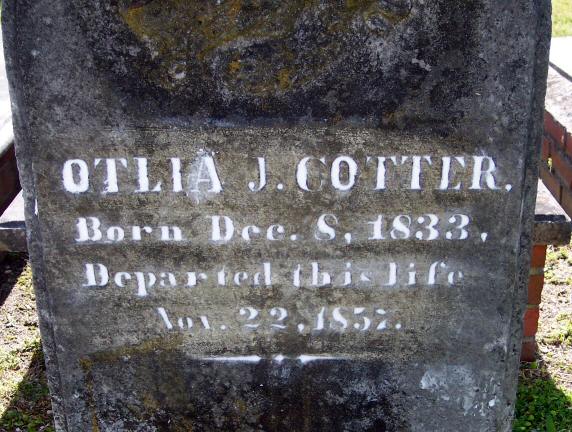 OTLIA J. COTTER.
Born Dec. 8, 1833,
Departed this life
Nov. 22, 1857.